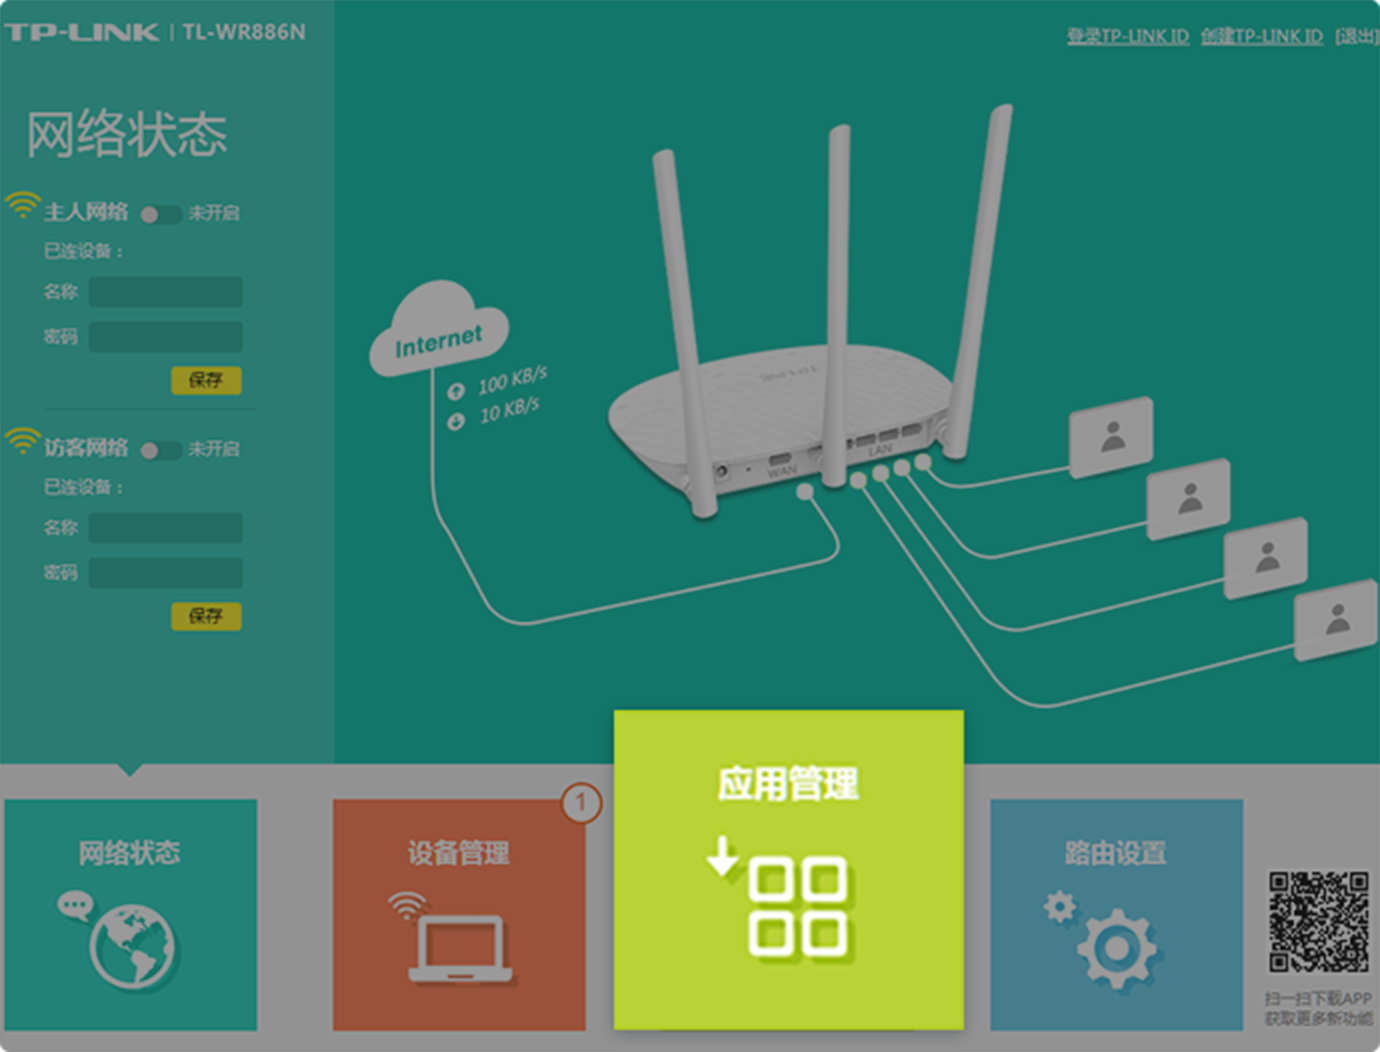 TP-LINK | TL-WR886N
登录TP-LINK ID 创建TP-LINK ID [退出]
网络状态
主人网络 未开启
已连设备：
名称
密码
保存
访客网络 未开启
已连设备：
名称
密码
保存
Internet
100 KB/s
10 KB/s
TP-LINK
WAN
LAN
网络状态
设备管理
1
应用管理
路由设置
扫一扫下载APP
获取更多新功能